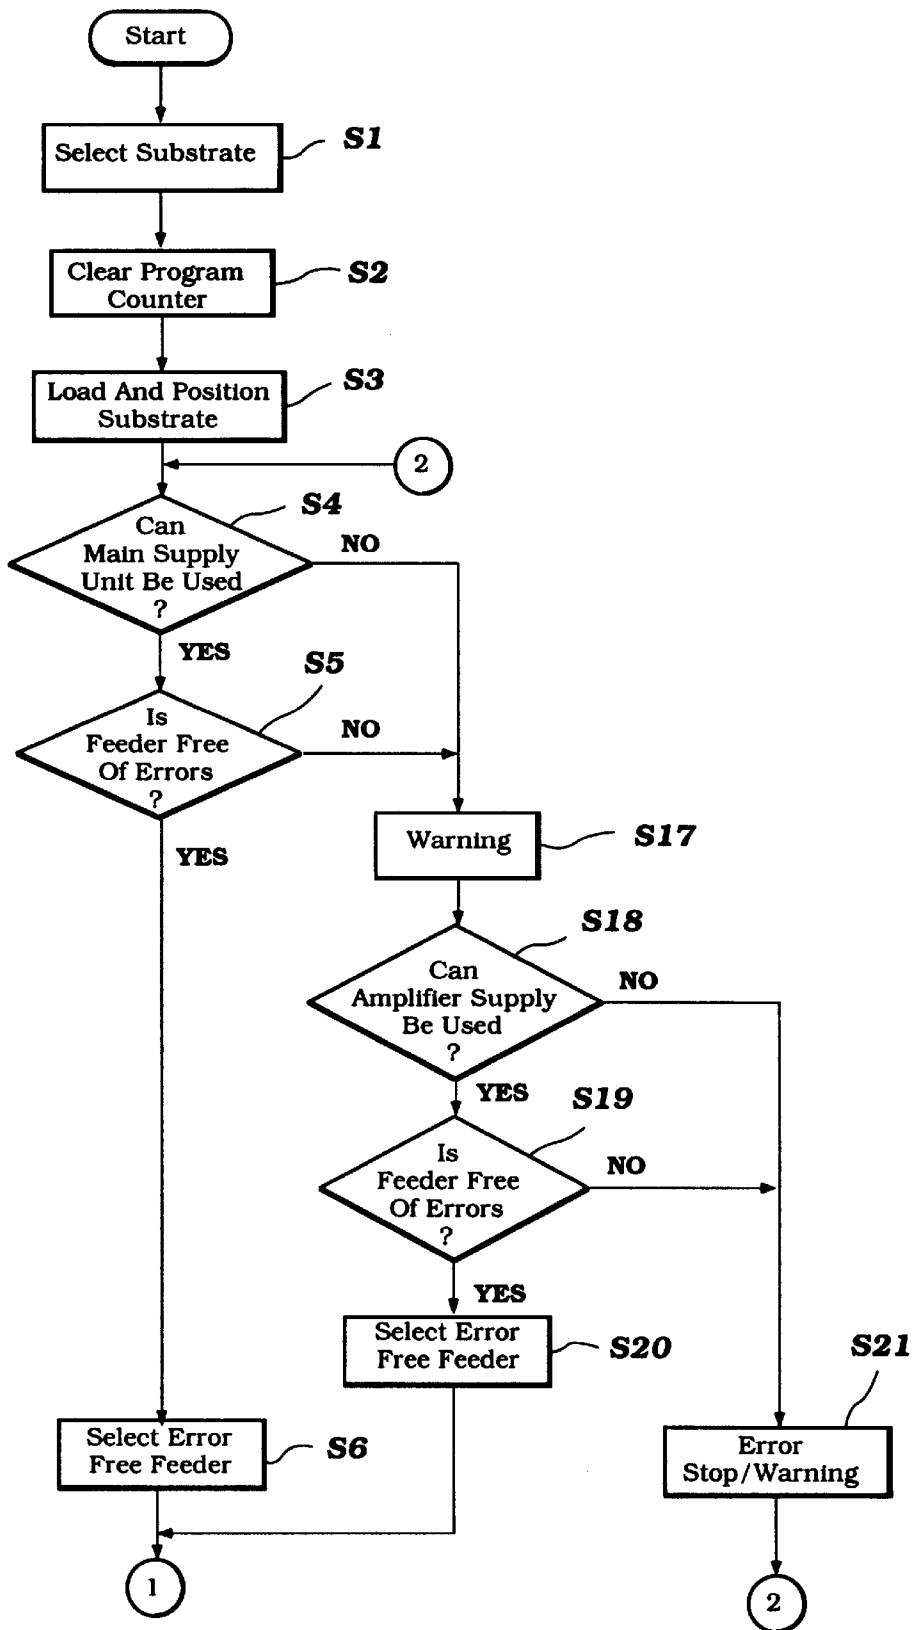 Start
Select Substrate
S1
Clear Program
Counter
S2
Load And Position
Substrate
S3
2
Can
Main Supply
Unit Be Used
?
S4
NO
YES
Is
Feeder Free
Of Errors
?
S5
NO
YES
Warning
S17
Can
Amplifier Supply
Be Used
?
S18
NO
YES
Is
Feeder Free
Of Errors
?
S19
NO
YES
Select Error
Free Feeder
S20
Select Error
Free Feeder
S6
Error
Stop/Warning
S21
1
2